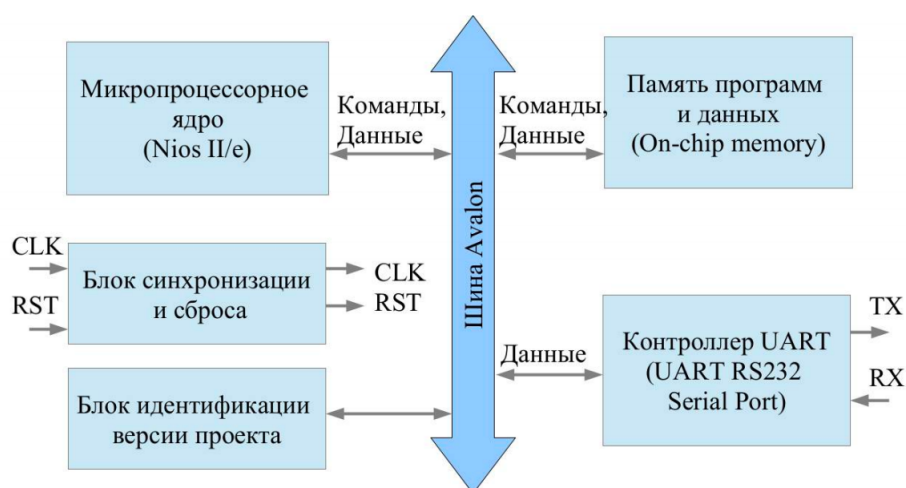 Микропроцессорное
ядро
(Nios II/e)
Команды,
Данные
Команды,
Данные
Память программ
и данных
(On-chip memory)
Шина Avalon
CLK
RST
Блок синхронизации
и сброса
CLK
RST
Данные
Контроллер UART
(UART RS232
Serial Port)
TX
RX
Блок идентификации
версии проекта